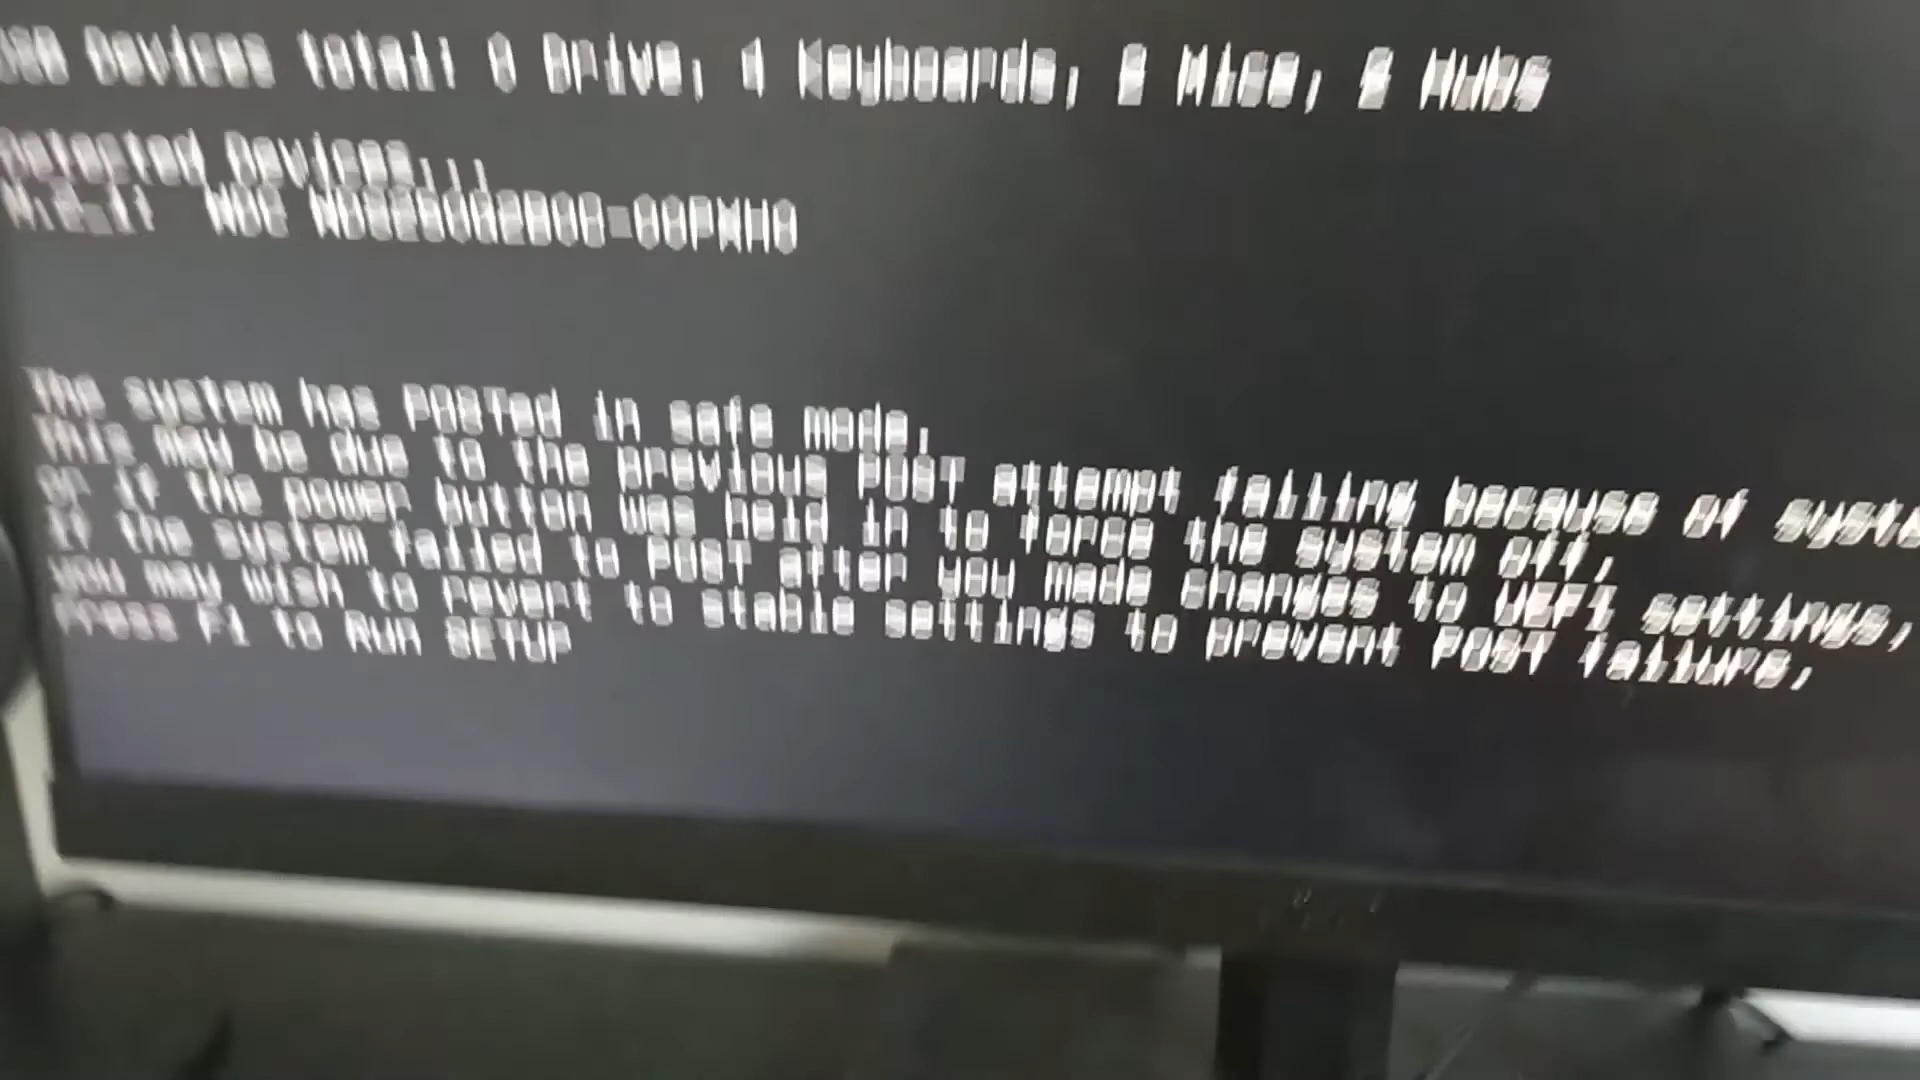 USB Devices total: 0 Drive, 4 Keyboards, 2 Mice, 2 Hubs
Detected Devices...
The system has POSTed in safe mode.
This may be due to the previous POST attempt failing because of syste
or if the power button was held in to force the system off.
If the system failed to POST after you made changes to UEFI settings,
you may wish to revert to stable settings to prevent POST failure.
Press F1 to Run SETUP